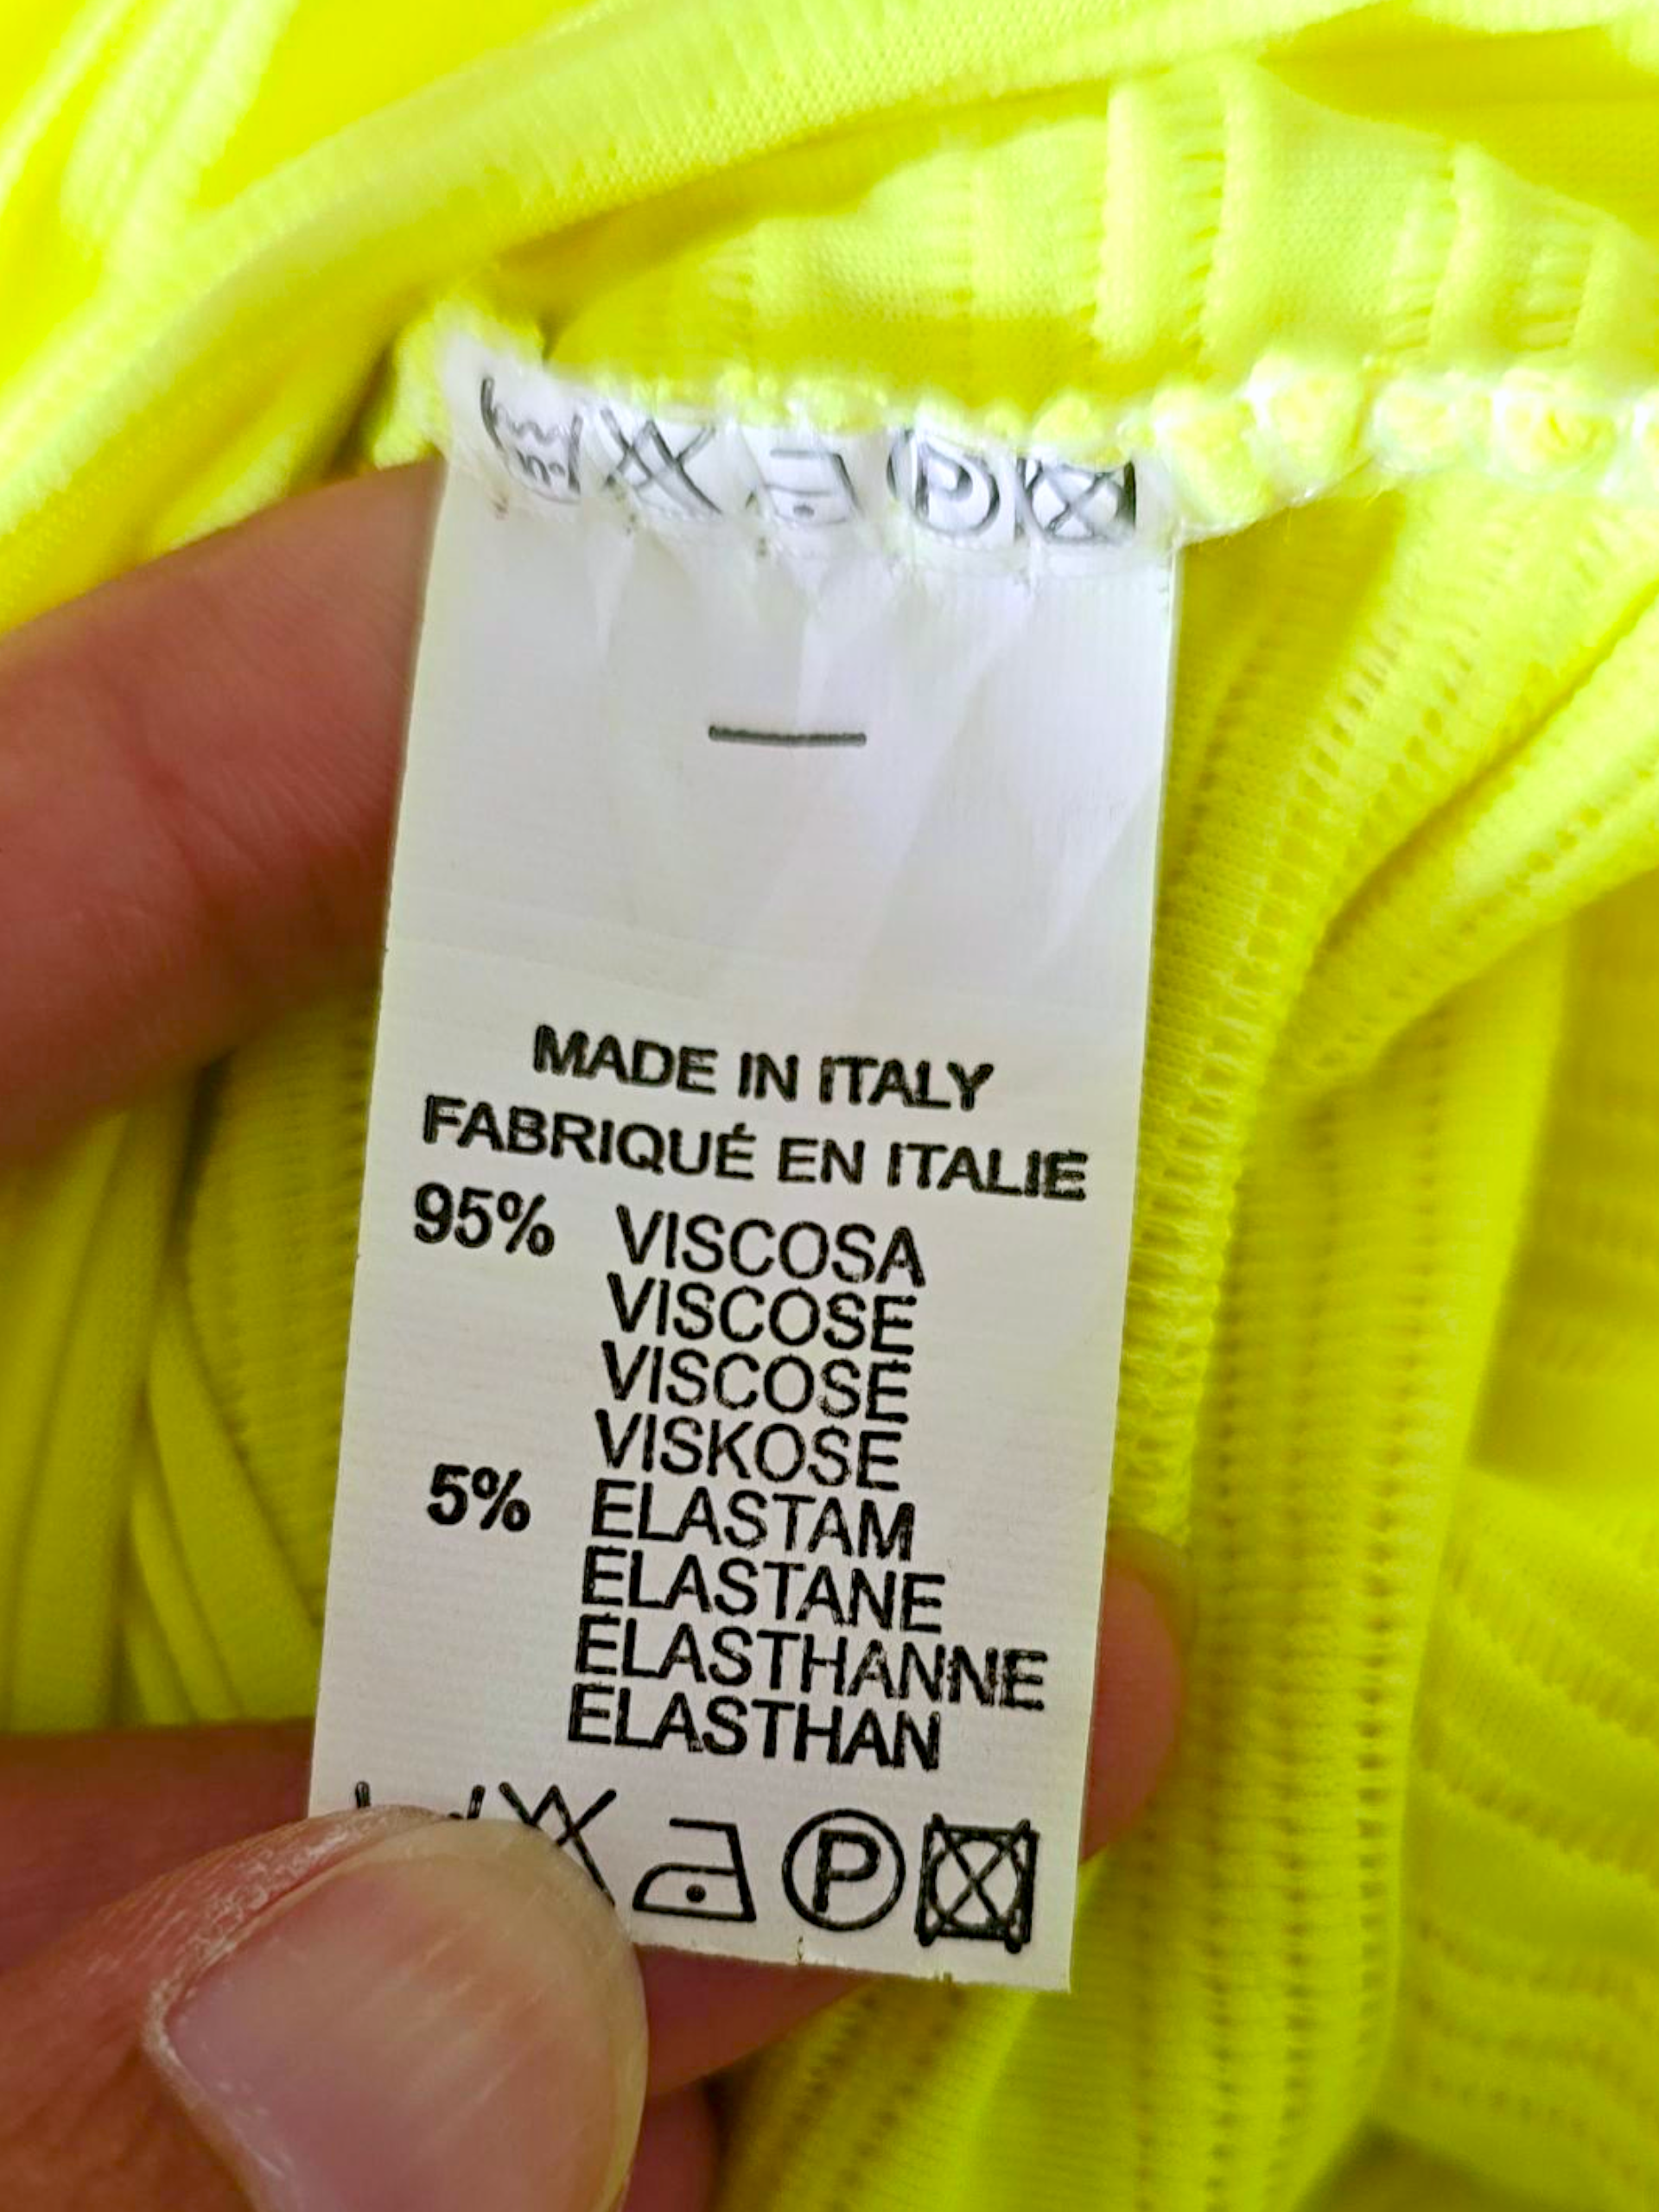 P
MADE IN ITALY
FABRIQUÉ EN ITALIE
95% VISCOSA
VISCOSE
VISCOSE
VISKOSE
5% ELASTAM
ELASTANE
ELASTHANNE
ELASTHAN
P